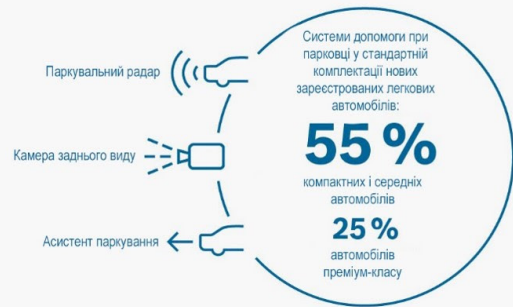 Паркувальний радар
Камера заднього виду
Асистент паркування
Системи допомоги при
парковці у стандартній
комплектації нових
зареєстрованих легкових
автомобілів:
55 %
компактних і середніх
автомобілів
25 %
автомобілів
преміум-класу